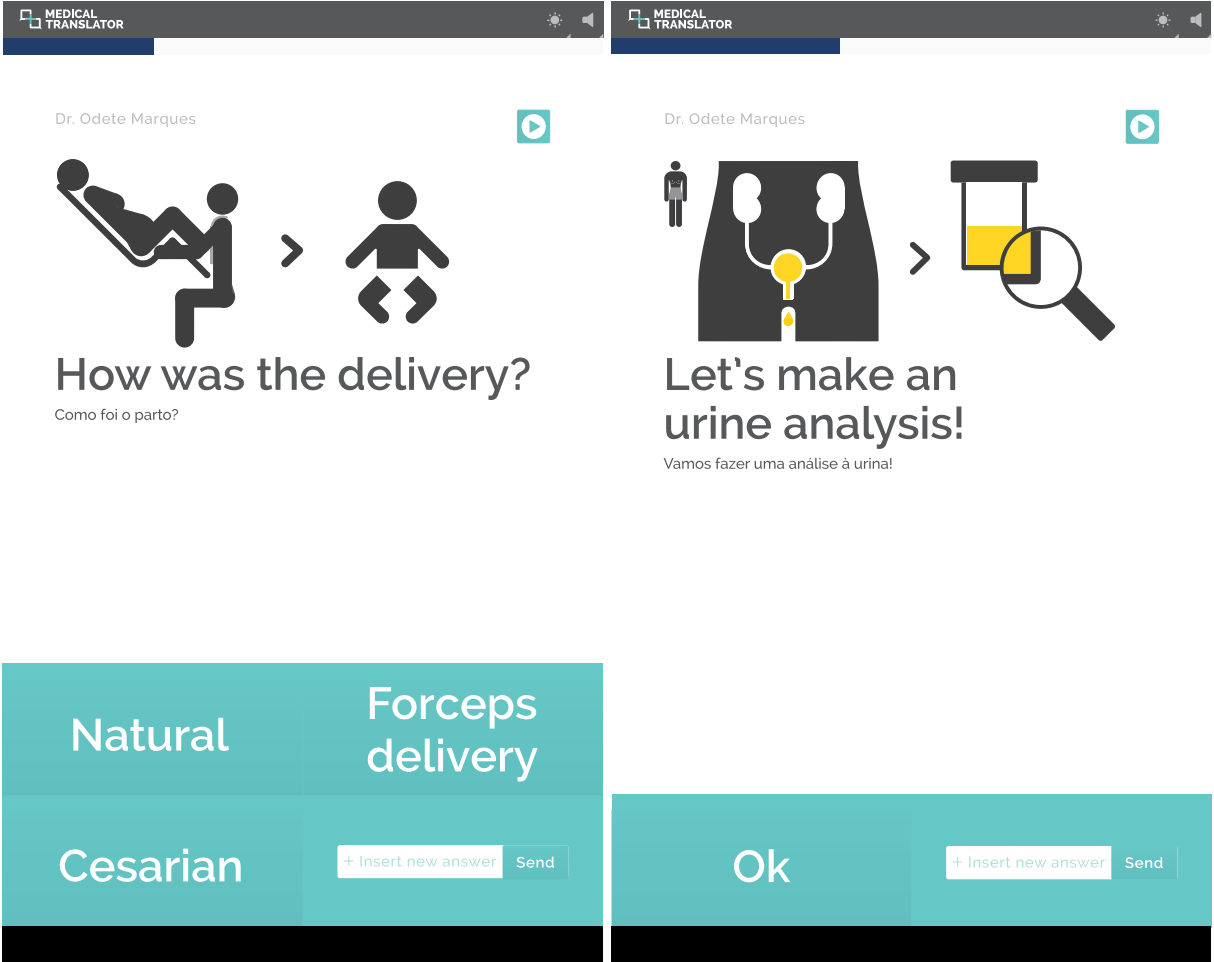 MEDICAL
TRANSLATOR
Dr. Odete Marques
How was the delivery?
Como foi o parto?
Natural
Forceps
delivery
Cesarian
+ Insert new answer
Send
MEDICAL
TRANSLATOR
Dr. Odete Marques
Let's make an
urine analysis!
Vamos fazer uma análise à urina!
Ok
+ Insert new answer
Send